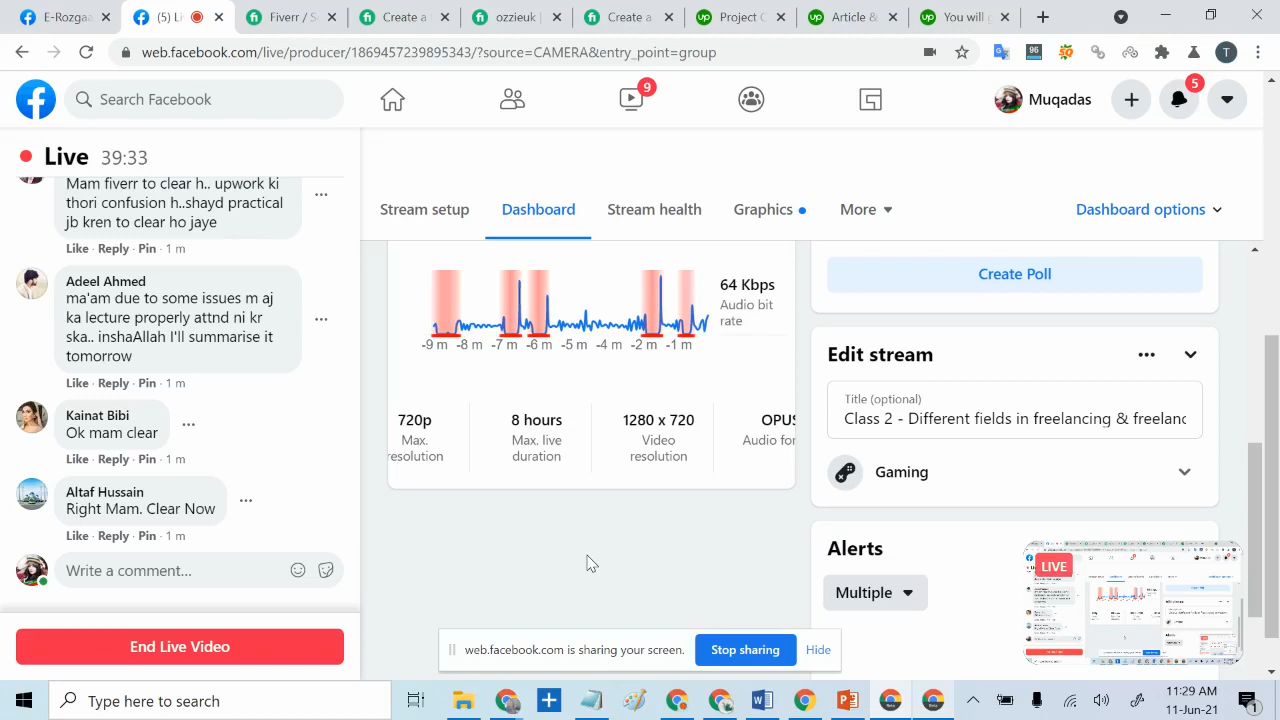 E-Rozgaa
(5) Li
Fiverr / S
Create a
ozzieuk
Create a
Project C
Article &
You will g
web.facebook.com/live/producer/1869457239895343/?source=CAMERA&entry_point=group
96
T
Search Facebook
9
Muqadas
5
Live 39:33
Stream setup
Dashboard
Stream health
Graphics
More
Dashboard options
Mam fiverr to clear h.. upwork ki
thori confusion h..shayd practical
jb kren to clear ho jaye
Like · Reply · Pin · 1 m
Adeel Ahmed
ma'am due to some issues m aj
ka lecture properly attnd ni kr
ska.. inshaAllah I'll summarise it
tomorrow
Like · Reply · Pin · 1 m
Kainat Bibi
Ok mam clear
Like · Reply · Pin · 1 m
Altaf Hussain
Right Mam. Clear Now
Like · Reply · Pin · 1 m
Write a comment...
End Live Video
64 Kbps
Audio bit
rate
-9 m -8 m -7 m -6 m -5 m -4 m -2 m -1 m
720p
Max.
resolution
8 hours
Max. live
duration
1280 x 720
Video
resolution
OPUS
Audio for
Create Poll
Edit stream
Title (optional)
Class 2 - Different fields in freelancing & freelanc
Gaming
Alerts
Multiple
LIVE
web.facebook.com is sharing your screen.
Stop sharing
Hide
Type here to search
11:29 AM
11-Jun-21
1